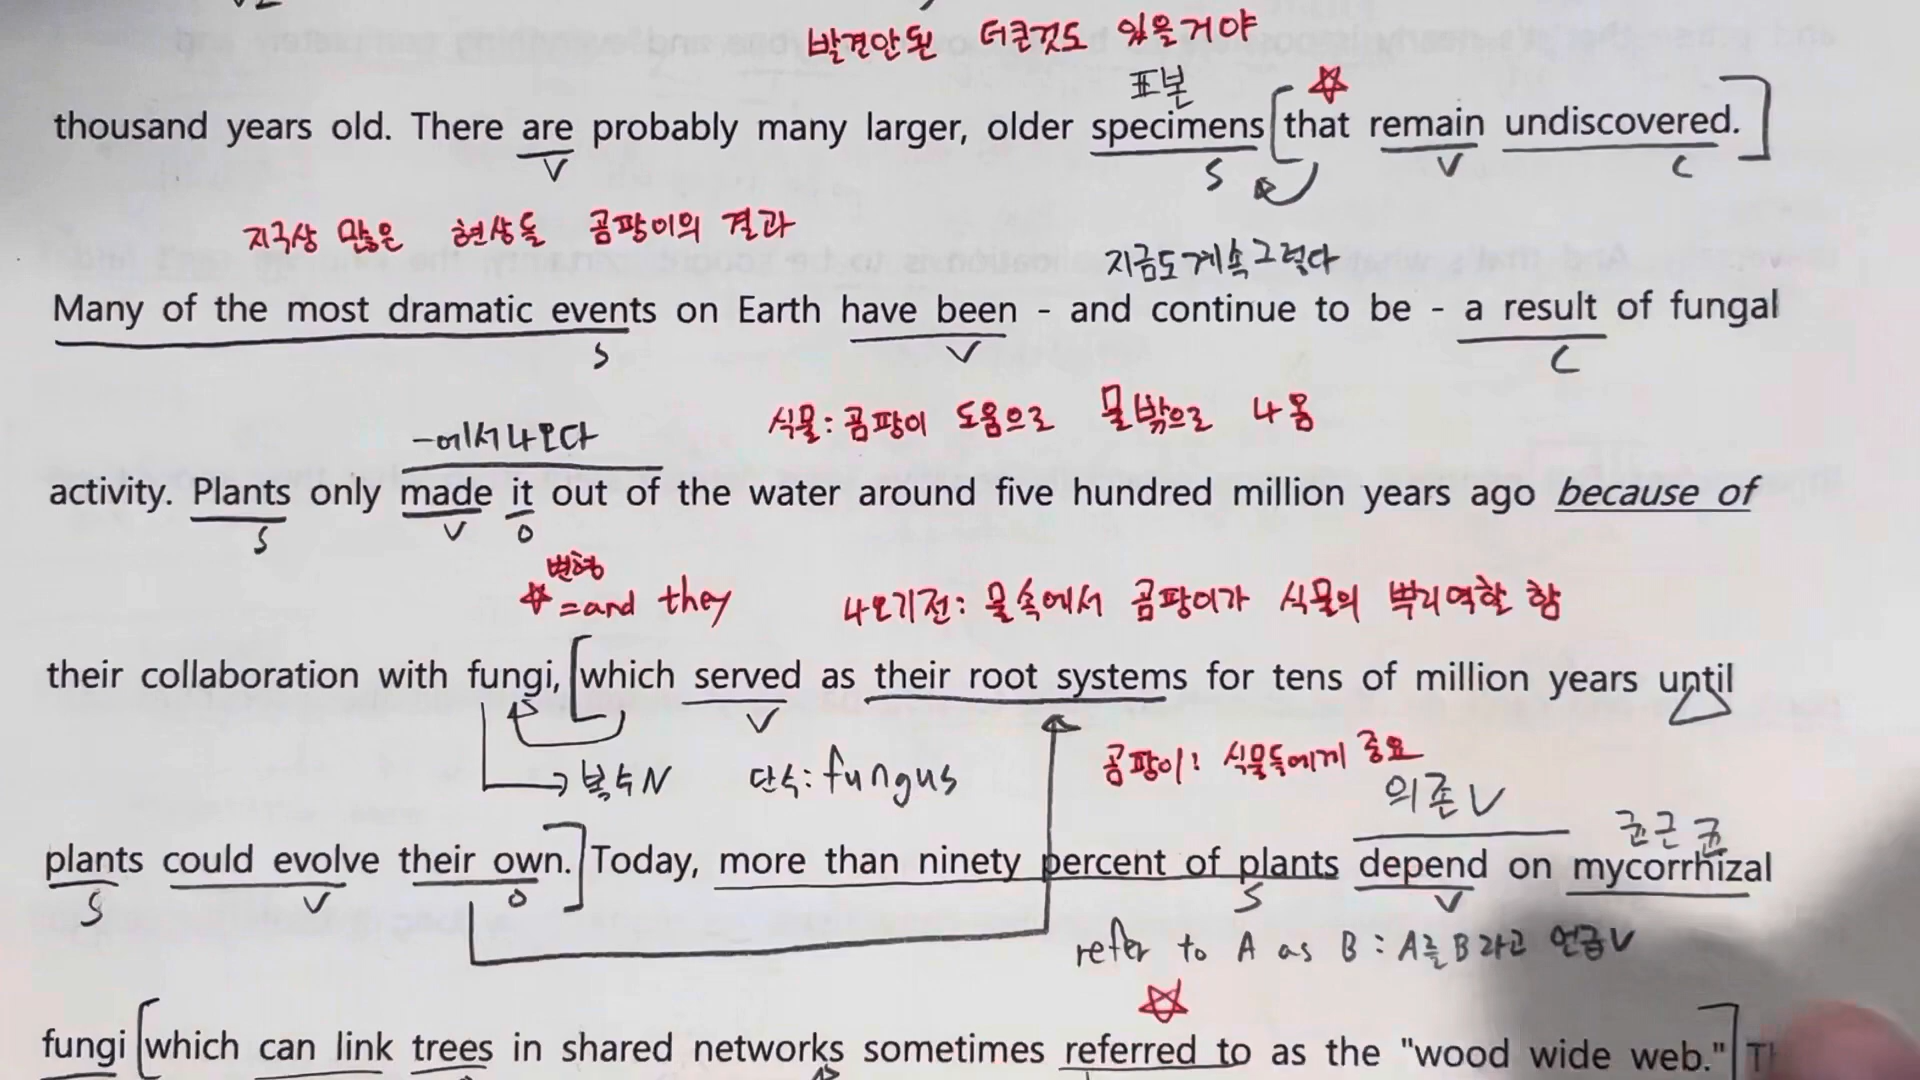 발견안된 더큰것도 있을거야
표본
thousand years old. There are probably many larger, older specimens [that remain undiscovered.]
V S V C
지구상 많은 현상들 곰팡이의 결과
지금도 계속 그렇다
Many of the most dramatic events on Earth have been - and continue to be - a result of fungal
S V C
식물: 곰팡이 도움으로 물밖으로 나옴
-에서 나오다
activity. Plants only made it out of the water around five hundred million years ago because of
S V O
변형
=and they
나오기전: 물속에서 곰팡이가 식물의 뿌리역할 함
their collaboration with fungi, [which served as their root systems for tens of million years until
V
→ 복수N 단수: fungus
곰팡이: 식물들에게 중요
의존V
균근균
plants could evolve their own.] Today, more than ninety percent of plants depend on mycorrhizal
S V O S V
refer to A as B : A를 B라고 언급V
fungi [which can link trees in shared networks sometimes referred to as the "wood wide web."]